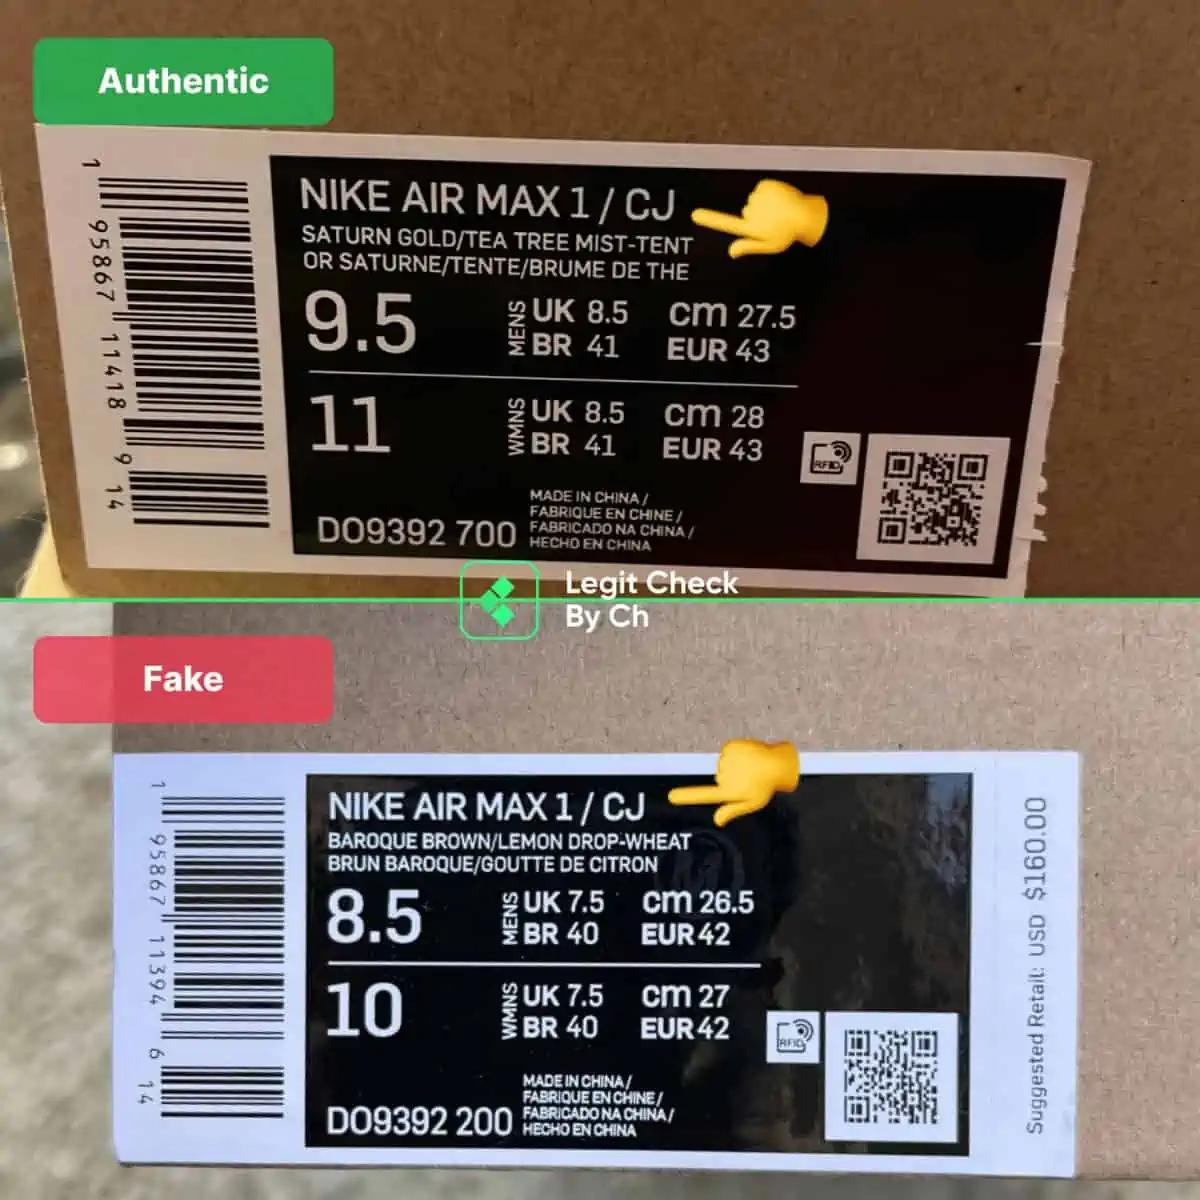 Authentic
1 95867 11418 9 14
NIKE AIR MAX 1 / CJ
SATURN GOLD/TEA TREE MIST-TENT
OR SATURNE/TENTE/BRUME DE THE
9.5 MENS UK 8.5 cm 27.5
BR 41 EUR 43
11 WMNS UK 8.5 cm 28
BR 41 EUR 43
RFID
MADE IN CHINA /
FABRIQUE EN CHINE /
FABRICADO NA CHINA /
HECHO EN CHINA
DO9392 700
Legit Check
By Ch
Fake
1 95867 11394 6 14
NIKE AIR MAX 1 / CJ
BAROQUE BROWN/LEMON DROP-WHEAT
BRUN BAROQUE/GOUTTE DE CITRON
8.5 MENS UK 7.5 cm 26.5
BR 40 EUR 42
10 WMNS UK 7.5 cm 27
BR 40 EUR 42
RFID
MADE IN CHINA /
FABRIQUE EN CHINE /
FABRICADO NA CHINA /
HECHO EN CHINA
DO9392 200
Suggested Retail: USD $160.00